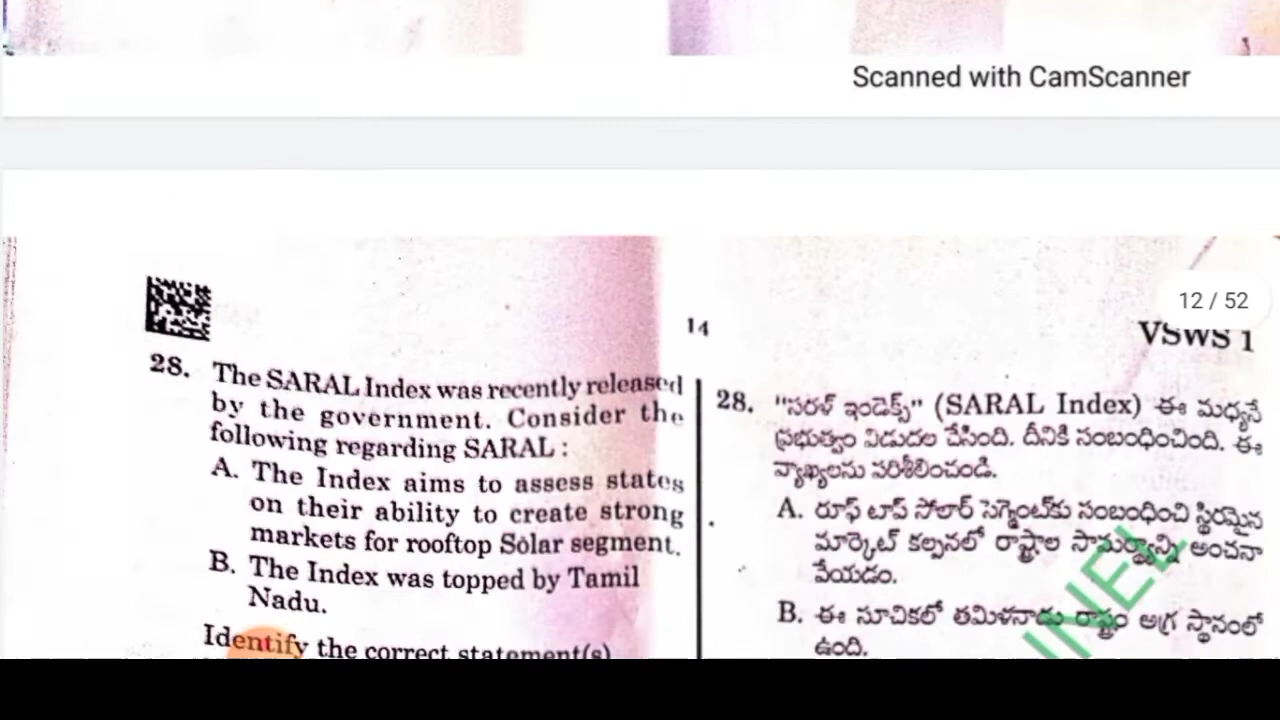 Scanned with CamScanner
12 / 52
14
VSWS 1
28. The SARAL Index was recently released
by the government. Consider the
following regarding SARAL :
A. The Index aims to assess states
on their ability to create strong
markets for rooftop Solar segment.
B. The Index was topped by Tamil
Nadu.
Identify the correct statement(s)
28. "సరళ్ ఇండెక్స్" (SARAL Index) ఈ మధ్యనే
ప్రభుత్వం విడుదల చేసింది. దీనికి సంబంధించింది. ఈ
వ్యాఖ్యలను పరిశీలించండి.
A. రూఫ్ టాప్ సోలార్ సెగ్మెంట్‌కు సంబంధించి స్థిరమైన
మార్కెట్ కల్పనలో రాష్ట్రాల సామర్థ్యాన్ని అంచనా
వేయడం.
B. ఈ సూచికలో తమిళనాడు రాష్ట్రం అగ్ర స్థానంలో
ఉంది.